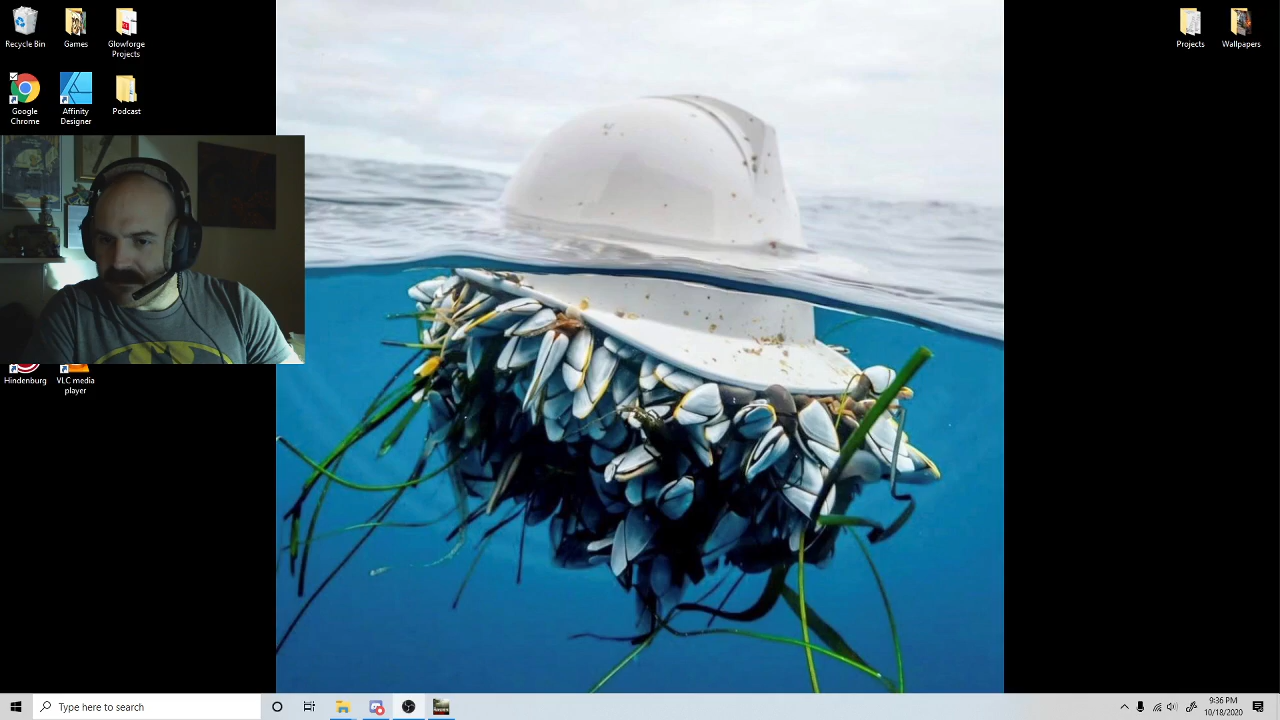 Recycle Bin
Games
Glowforge
Projects
Projects
Wallpapers
Google
Chrome
Affinity
Designer
Podcast
Hindenburg
VLC media
player
Type here to search
9:36 PM
10/18/2020